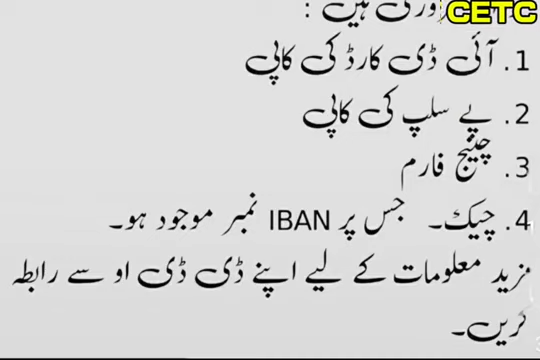 CETC
ضروری ہیں :
1. آئی ڈی کارڈ کی کاپی
2. پے سلپ کی کاپی
3. چینج فارم
4. چیک۔ جس پر IBAN نمبر موجود ہو۔
مزید معلومات کے لیے اپنے ڈی ڈی او سے رابطہ
کریں۔